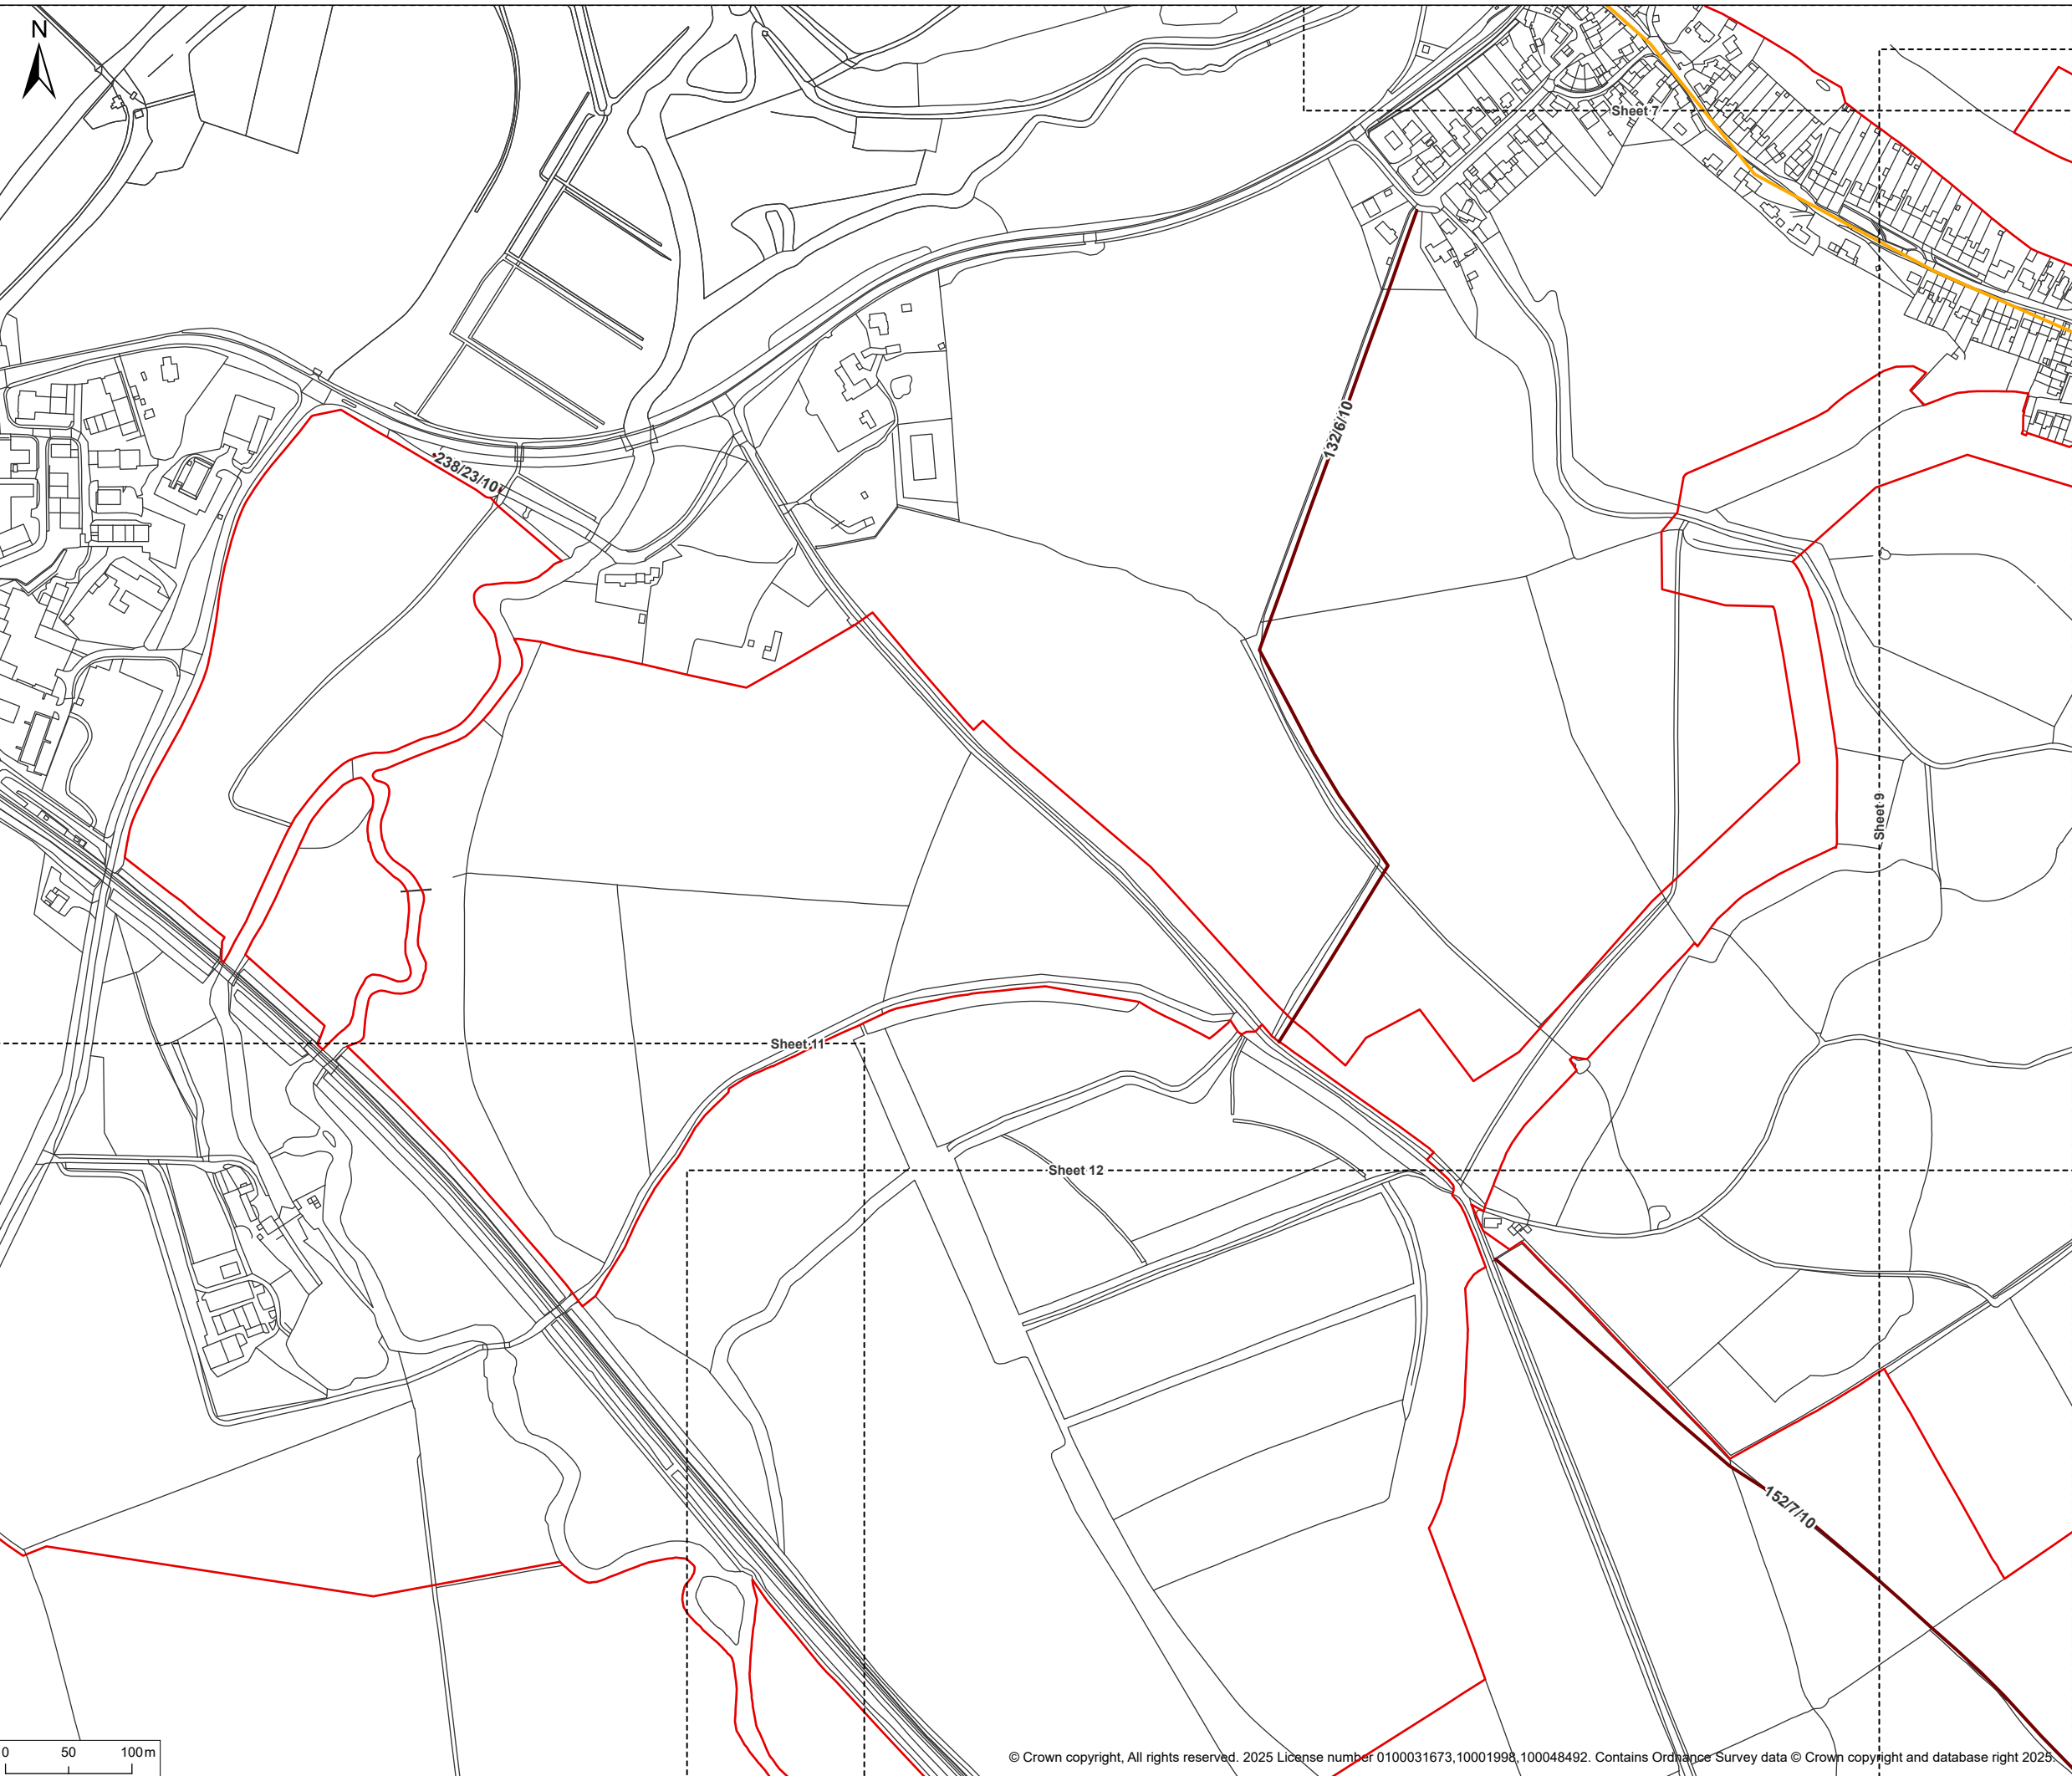 N
Sheet 7
132/6/10
238/23/10
Sheet 9
Sheet 11
Sheet 12
152/7/10
0 50 100m
© Crown copyright, All rights reserved. 2025 License number 0100031673,10001998,100048492. Contains Ordnance Survey data © Crown copyright and database right 2025.